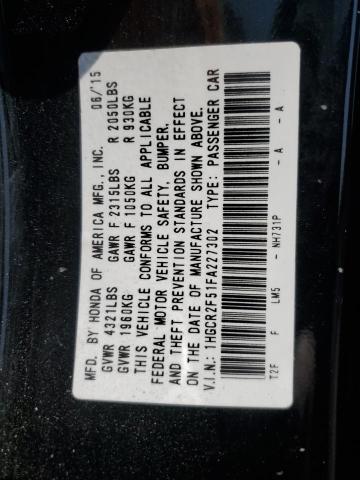 MFD. BY HONDA OF AMERICA MFG., INC. 06/'15
GVWR 4321LBS GAWR F 2315LBS R 2050LBS
GVWR 1960KG GAWR F 1050KG R 930KG
THIS VEHICLE CONFORMS TO ALL APPLICABLE
FEDERAL MOTOR VEHICLE SAFETY, BUMPER,
AND THEFT PREVENTION STANDARDS IN EFFECT
ON THE DATE OF MANUFACTURE SHOWN ABOVE.
V.I.N.: 1HGCR2F51FA227302 TYPE: PASSENGER CAR
T2F F LM5 - NH731P - A - A